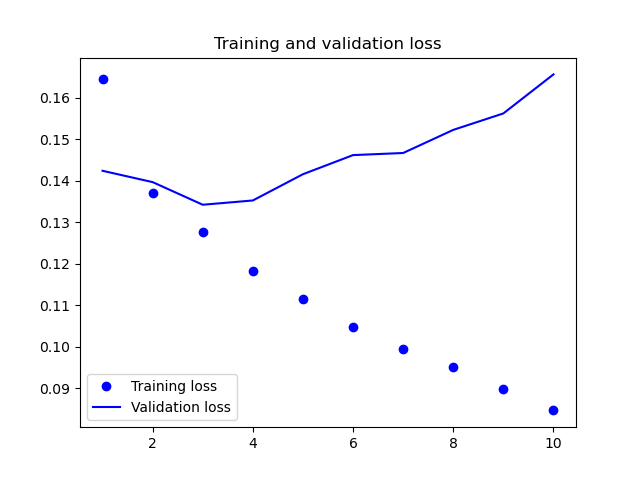 Training and validation loss
0.16
0.15
0.14
0.13
0.12
0.11
0.10
0.09
Training loss
Validation loss
2 4 6 8 10